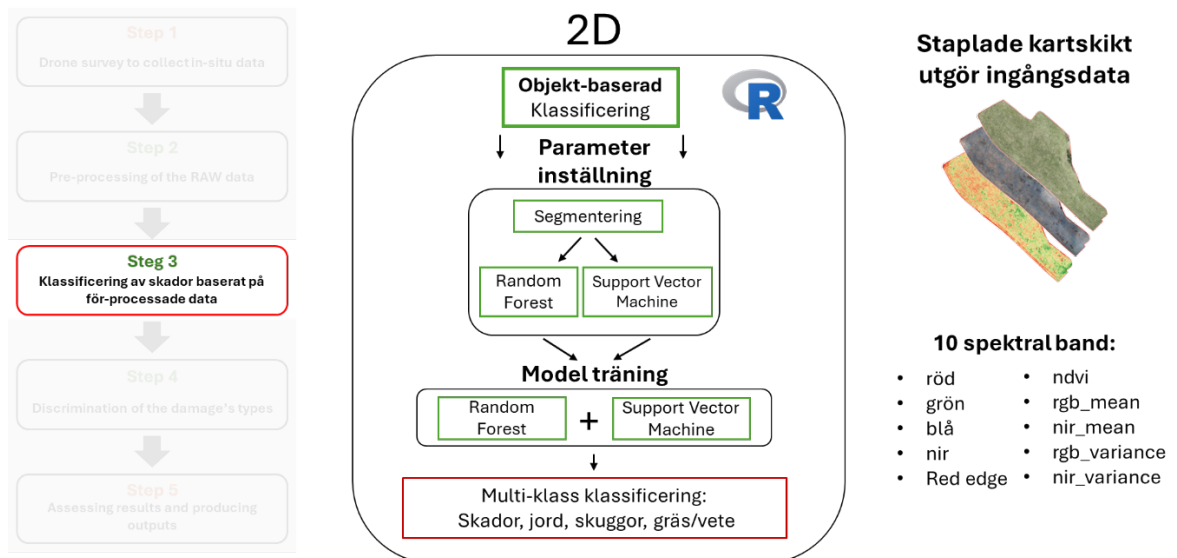 Step 1
Drone survey to collect in-situ data
Step 2
Pre-processing of the RAW data
Steg 3
Klassificering av skador baserat på
för-processade data
Step 4
Discrimination of the damage's types
Step 5
Assessing results and producing
outputs
2D
Objekt-baserad
Klassificering
R
Parameter
inställning
Segmentering
Random
Forest
Support Vector
Machine
Model träning
Random
Forest
+
Support Vector
Machine
Multi-klass klassificering:
Skador, jord, skuggor, gräs/vete
Staplade kartskikt
utgör ingångsdata
10 spektral band:
• röd
• grön
• blå
• nir
• Red edge
• ndvi
• rgb_mean
• nir_mean
• rgb_variance
• nir_variance